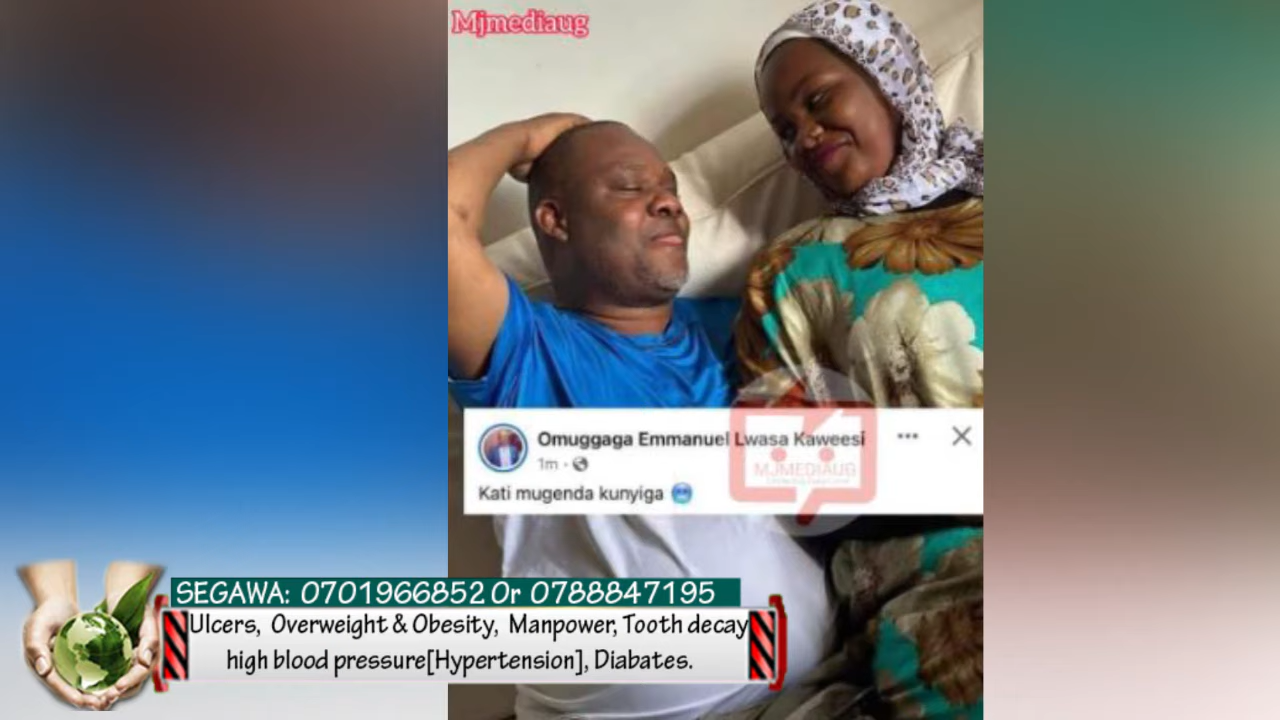 Mjmediaug
Omuggaga Emmanuel Lwasa Kaweesi
1m
Kati mugenda kunyiga
MJMEDIAUG
SEGAWA: 0701966852 Or 0788847195
Ulcers, Overweight & Obesity, Manpower, Tooth decay
high blood pressure[Hypertension], Diabates.